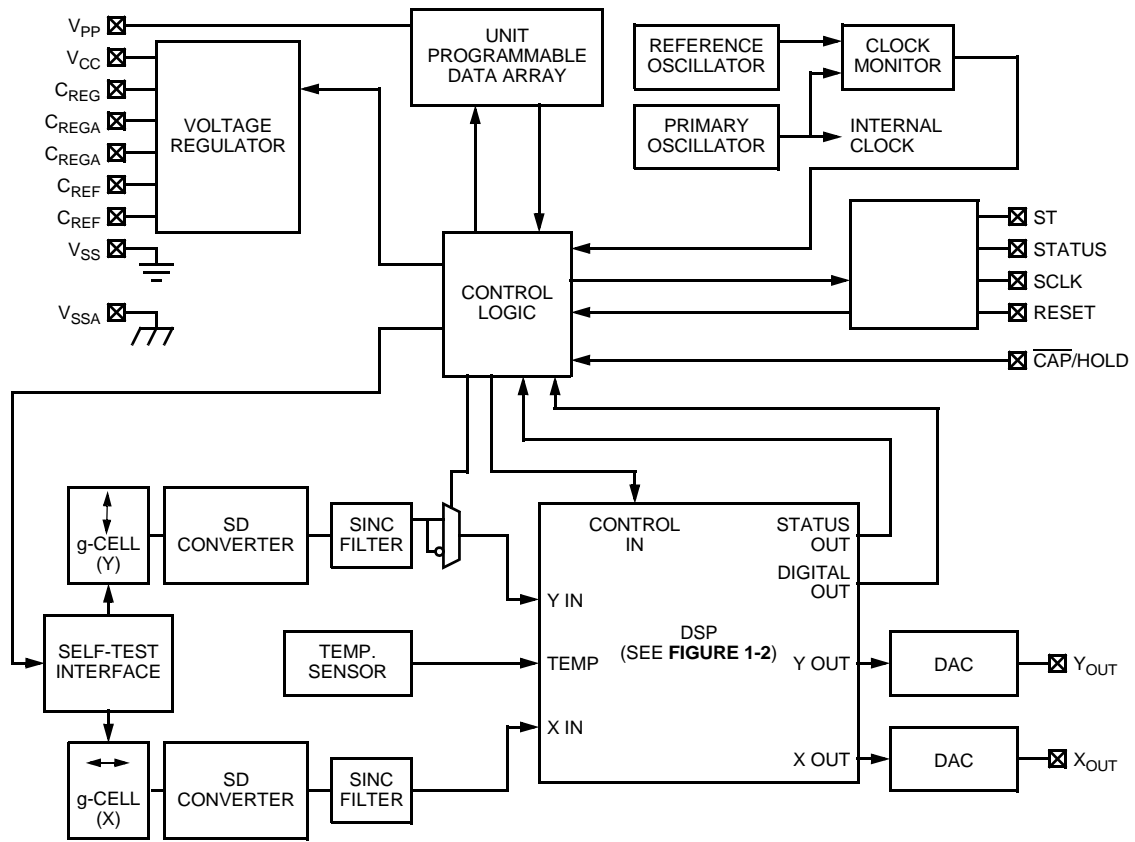 VPP
VCC
CREG
CREGA
CREGA
CREF
CREF
VSS
VSSA
VOLTAGE
REGULATOR
UNIT
PROGRAMMABLE
DATA ARRAY
REFERENCE
OSCILLATOR
CLOCK
MONITOR
PRIMARY
OSCILLATOR
INTERNAL
CLOCK
CONTROL
LOGIC
ST
STATUS
SCLK
RESET
C̅A̅P̅/HOLD
g-CELL
(Y)
SD
CONVERTER
SINC
FILTER
SELF-TEST
INTERFACE
TEMP.
SENSOR
g-CELL
(X)
SD
CONVERTER
SINC
FILTER
CONTROL
IN
STATUS
OUT
DIGITAL
OUT
Y IN
DSP
(SEE FIGURE 1-2)
TEMP
Y OUT
X IN
X OUT
DAC
YOUT
DAC
XOUT